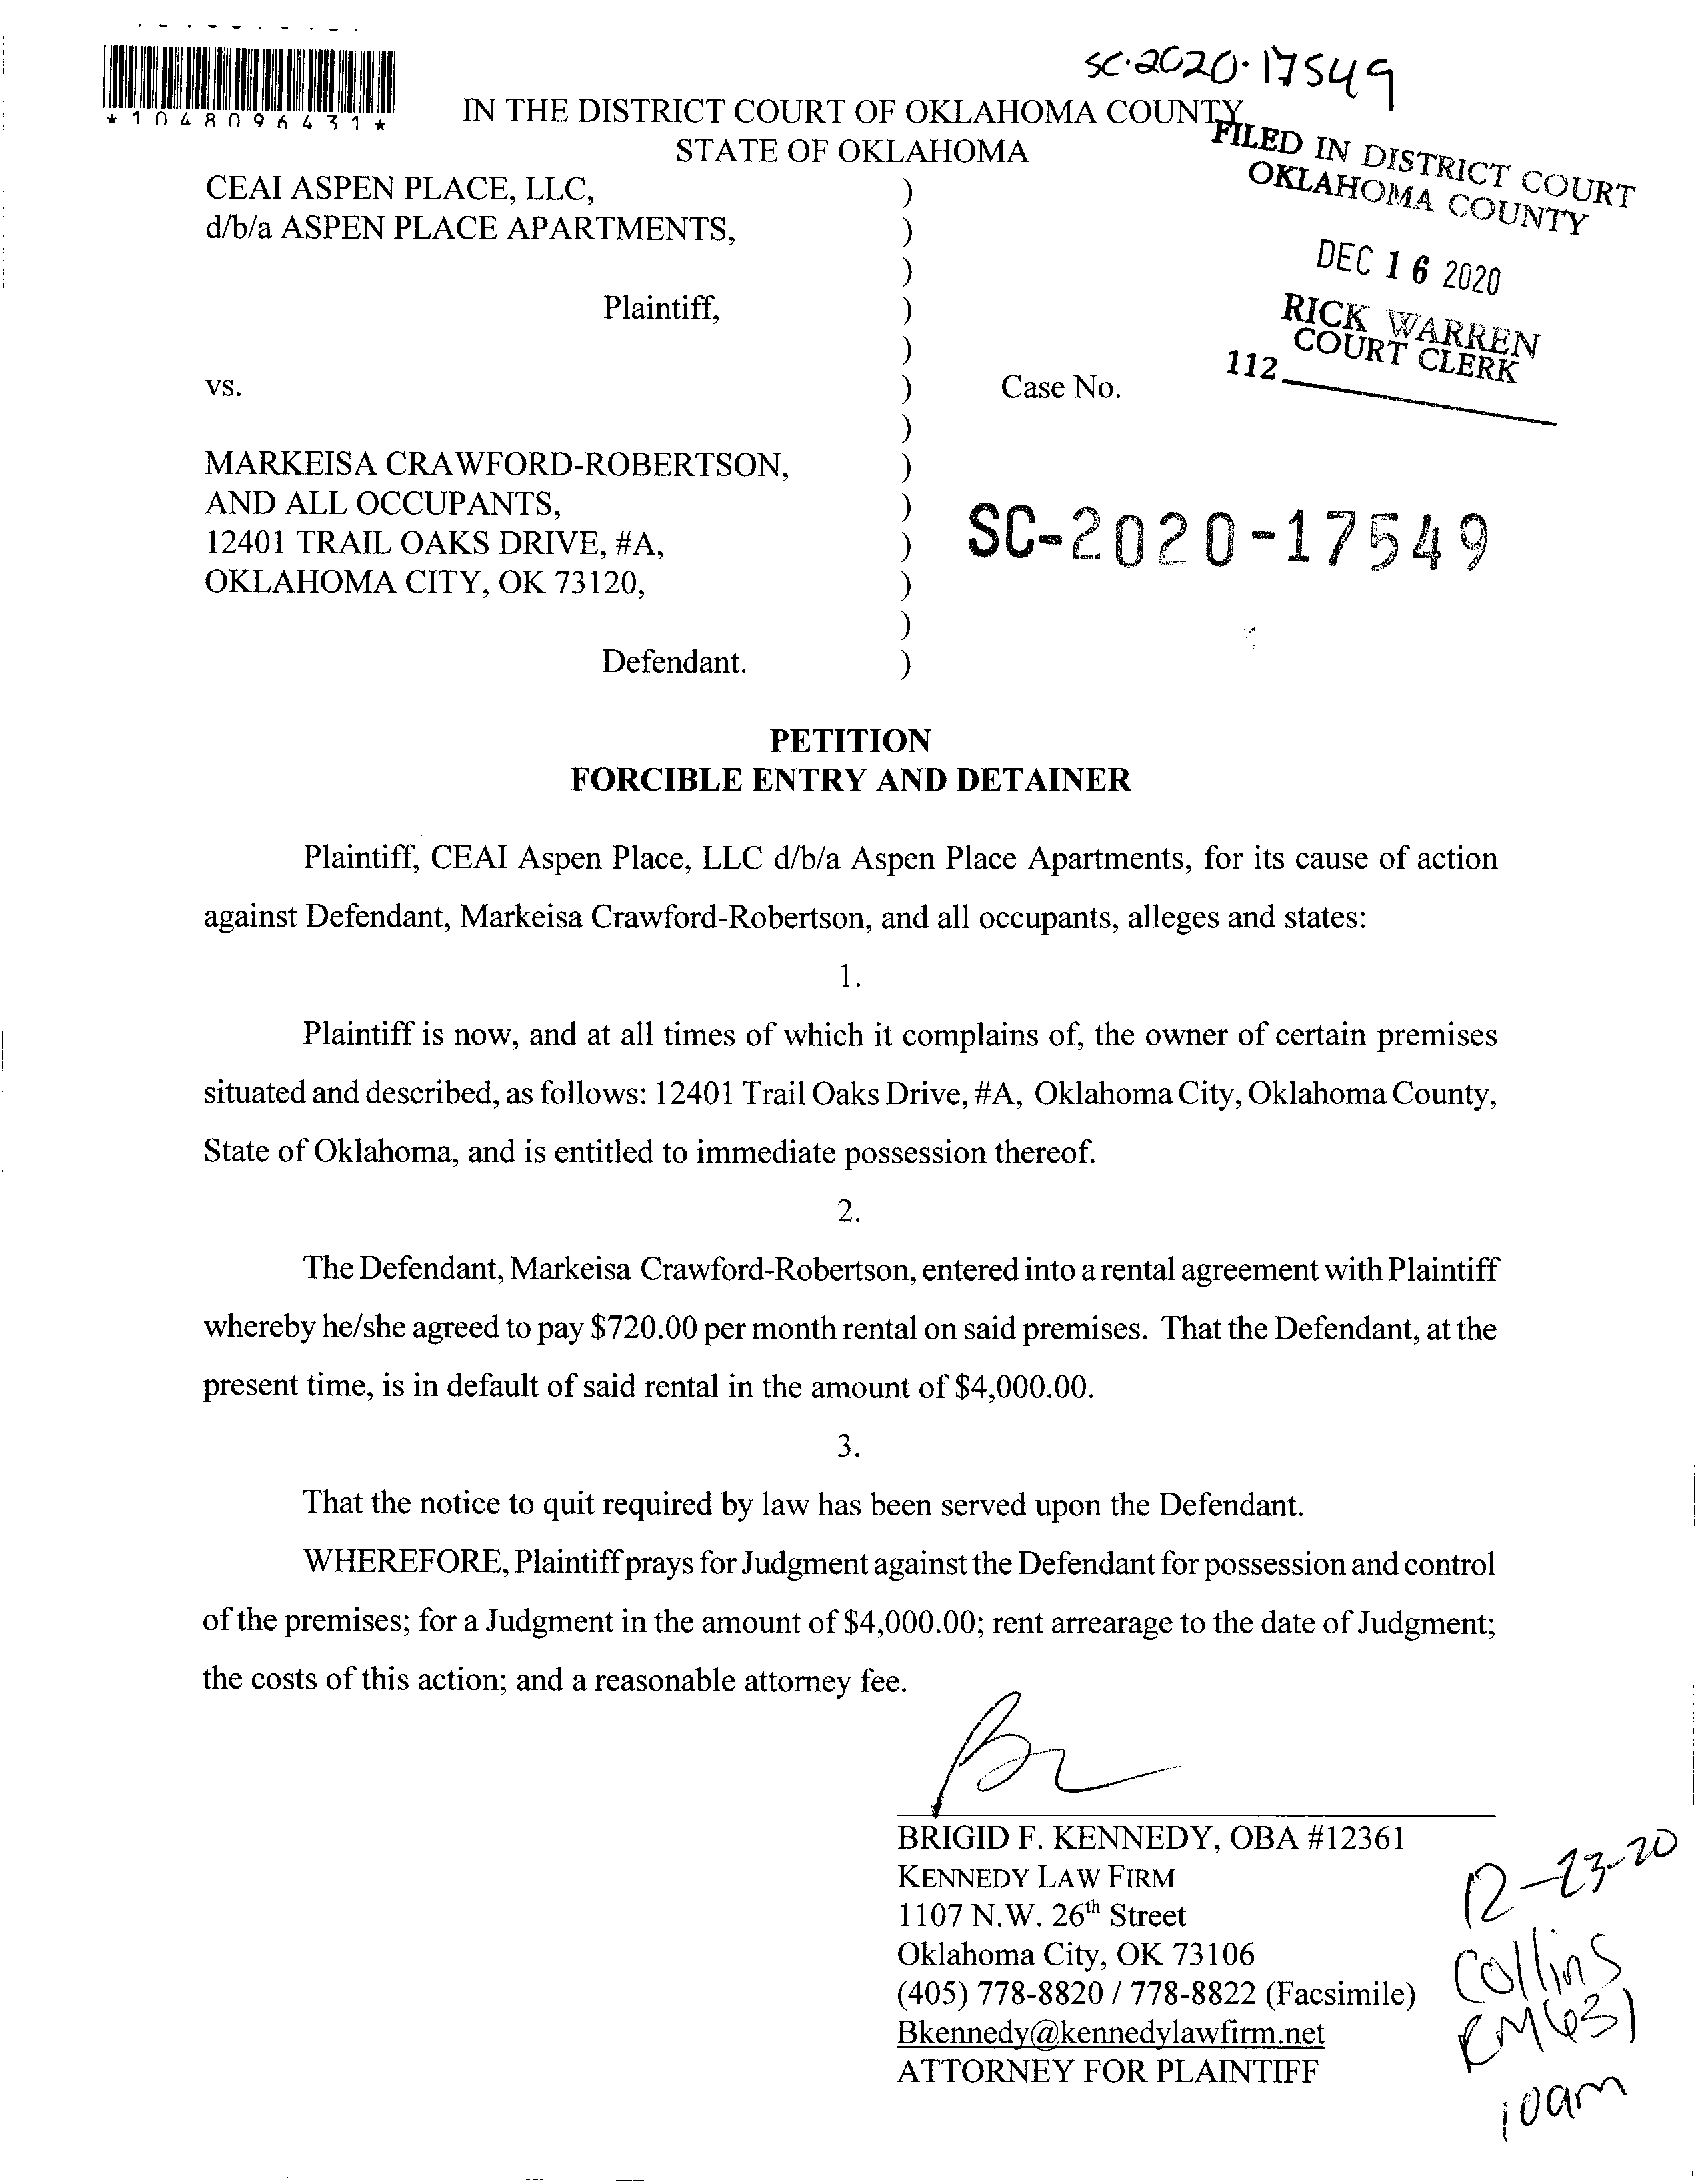 SC-2020-17549
*1048096431*
IN THE DISTRICT COURT OF OKLAHOMA COUNTY
STATE OF OKLAHOMA
FILED IN DISTRICT COURT
OKLAHOMA COUNTY
DEC 16 2020
RICK WARREN
COURT CLERK
112
CEAI ASPEN PLACE, LLC, )
d/b/a ASPEN PLACE APARTMENTS, )
)
Plaintiff, )
)
vs. ) Case No.
)
MARKEISA CRAWFORD-ROBERTSON, )
AND ALL OCCUPANTS, )
12401 TRAIL OAKS DRIVE, #A, ) SC-2020-17549
OKLAHOMA CITY, OK 73120, )
)
Defendant. )
PETITION
FORCIBLE ENTRY AND DETAINER
Plaintiff, CEAI Aspen Place, LLC d/b/a Aspen Place Apartments, for its cause of action
against Defendant, Markeisa Crawford-Robertson, and all occupants, alleges and states:
1.
Plaintiff is now, and at all times of which it complains of, the owner of certain premises
situated and described, as follows: 12401 Trail Oaks Drive, #A, Oklahoma City, Oklahoma County,
State of Oklahoma, and is entitled to immediate possession thereof.
2.
The Defendant, Markeisa Crawford-Robertson, entered into a rental agreement with Plaintiff
whereby he/she agreed to pay $720.00 per month rental on said premises. That the Defendant, at the
present time, is in default of said rental in the amount of $4,000.00.
3.
That the notice to quit required by law has been served upon the Defendant.
WHEREFORE, Plaintiff prays for Judgment against the Defendant for possession and control
of the premises; for a Judgment in the amount of $4,000.00; rent arrearage to the date of Judgment;
the costs of this action; and a reasonable attorney fee.
BRIGID F. KENNEDY, OBA #12361
KENNEDY LAW FIRM
1107 N.W. 26th Street
Oklahoma City, OK 73106
(405) 778-8820 / 778-8822 (Facsimile)
Bkennedy@kennedylawfirm.net
ATTORNEY FOR PLAINTIFF
12-23-20
Collins
10am